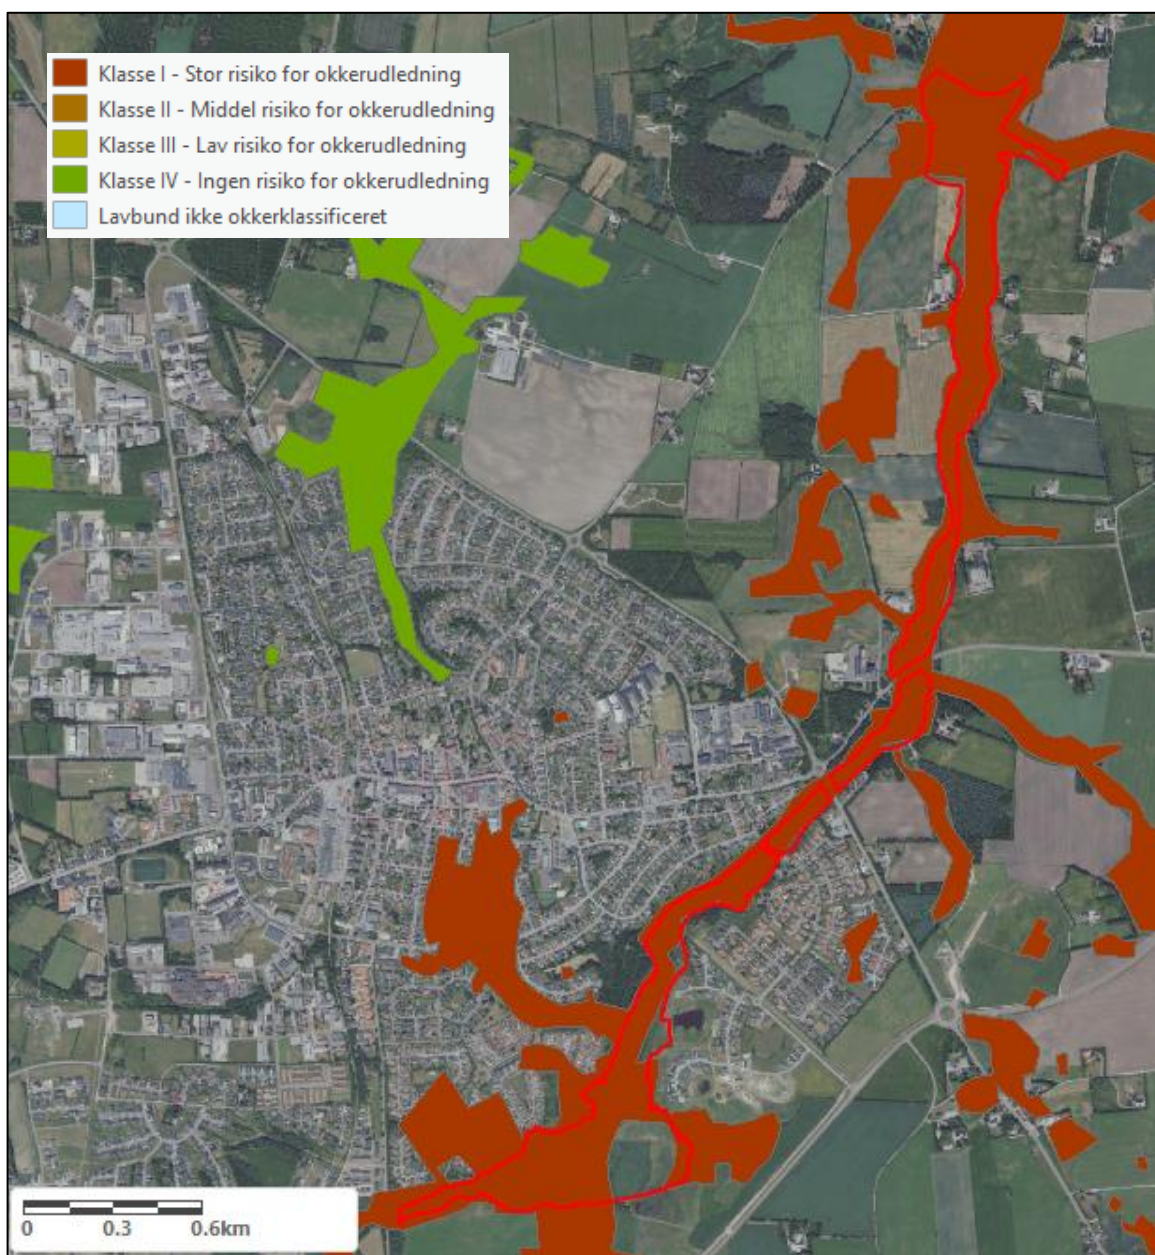 Klasse I - Stor risiko for okkerudledning
Klasse II - Middel risiko for okkerudledning
Klasse III - Lav risiko for okkerudledning
Klasse IV - Ingen risiko for okkerudledning
Lavbund ikke okkerklassificeret
0 0.3 0.6km